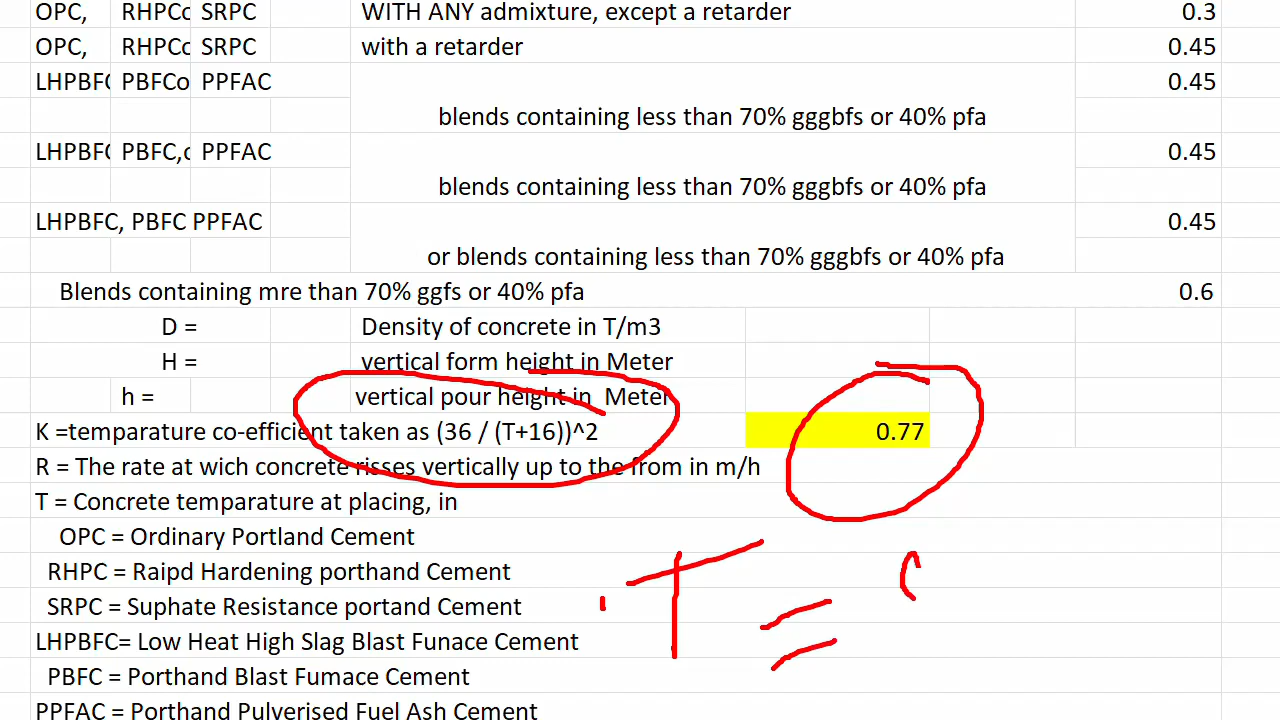 OPC, RHPCo SRPC WITH ANY admixture, except a retarder 0.3
OPC, RHPCo SRPC with a retarder 0.45
LHPBFC PBFCo PPFAC 0.45
blends containing less than 70% gggbfs or 40% pfa
LHPBFC PBFC,o PPFAC 0.45
blends containing less than 70% gggbfs or 40% pfa
LHPBFC, PBFC PPFAC 0.45
or blends containing less than 70% gggbfs or 40% pfa
Blends containing mre than 70% ggfs or 40% pfa 0.6
D = Density of concrete in T/m3
H = vertical form height in Meter
h = vertical pour height in Meter
K =temparature co-efficient taken as (36 / (T+16))^2 0.77
R = The rate at wich concrete risses vertically up to the from in m/h
T = Concrete temparature at placing, in
OPC = Ordinary Portland Cement
RHPC = Raipd Hardening porthand Cement
SRPC = Suphate Resistance portand Cement
LHPBFC= Low Heat High Slag Blast Funace Cement
PBFC = Porthand Blast Fumace Cement
PPFAC = Porthand Pulverised Fuel Ash Cement
T =